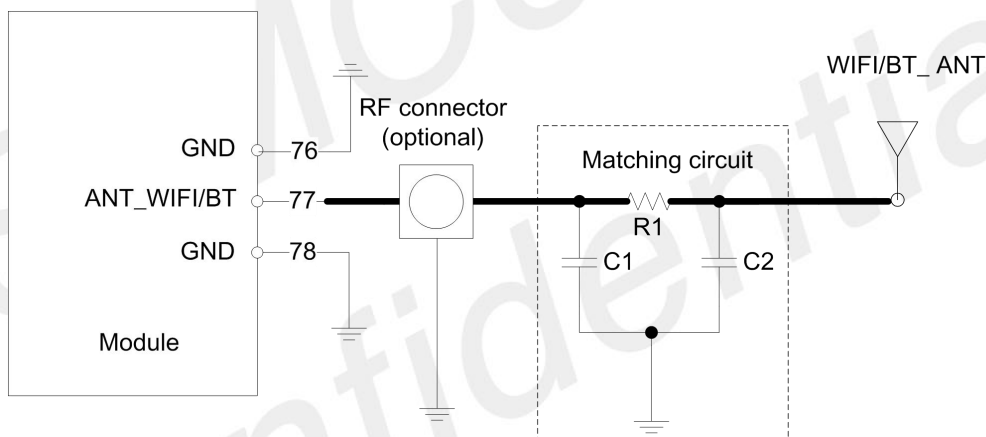 WIFI/BT_ ANT
RF connector
(optional)
GND
76
Matching circuit
ANT_WIFI/BT
77
R1
GND
78
C1
C2
Module